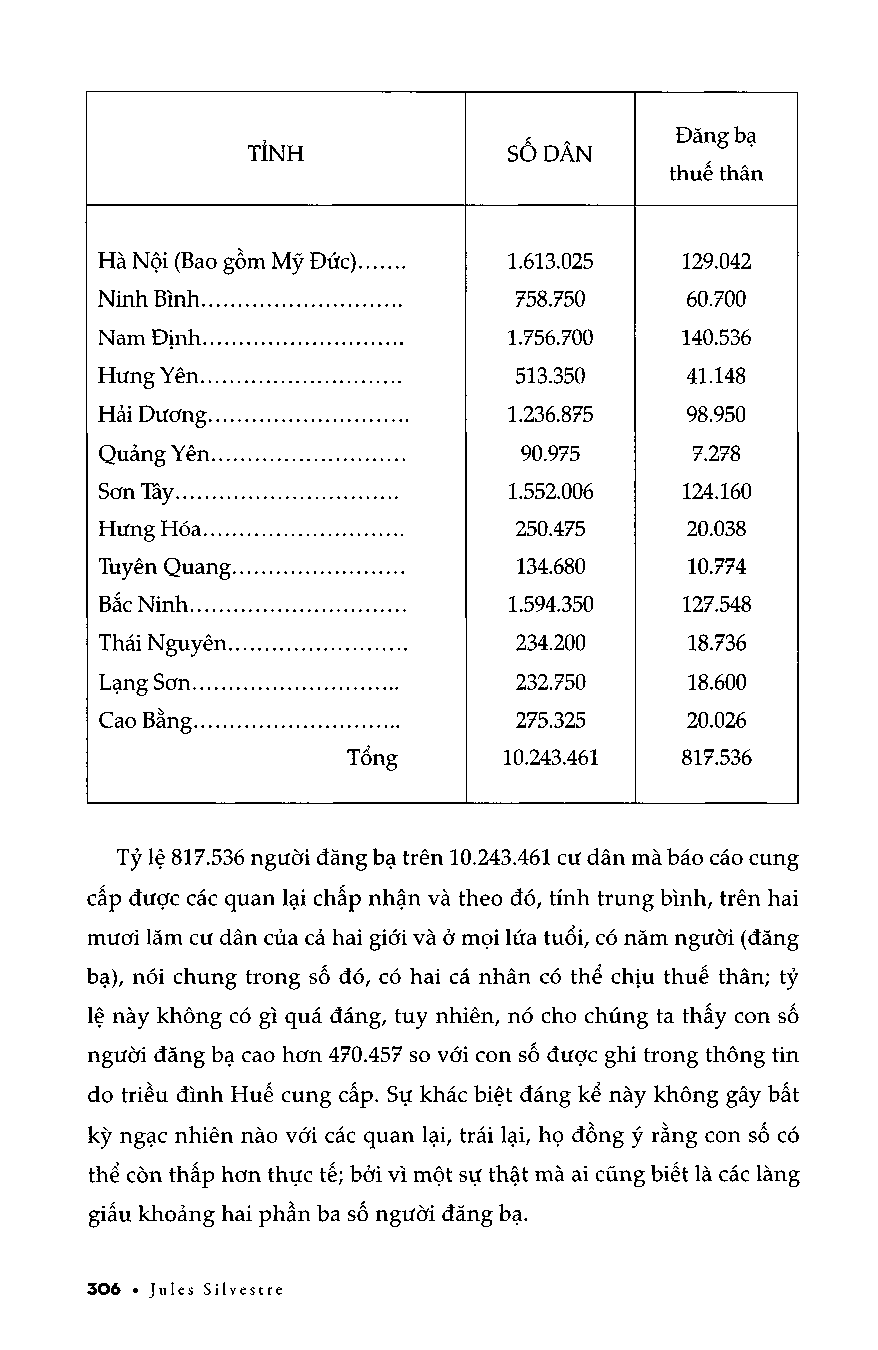 TỈNH SỐ DÂN Đăng bạ
thuế thân
Hà Nội (Bao gồm Mỹ Đức)....... 1.613.025 129.042
Ninh Bình............................ 758.750 60.700
Nam Định............................ 1.756.700 140.536
Hưng Yên............................ 513.350 41.148
Hải Dương............................ 1.236.875 98.950
Quảng Yên........................... 90.975 7.278
Sơn Tây............................... 1.552.006 124.160
Hưng Hóa............................ 250.475 20.038
Tuyên Quang........................ 134.680 10.774
Bắc Ninh.............................. 1.594.350 127.548
Thái Nguyên......................... 234.200 18.736
Lạng Sơn............................. 232.750 18.600
Cao Bằng............................. 275.325 20.026
Tổng 10.243.461 817.536
Tỷ lệ 817.536 người đăng bạ trên 10.243.461 cư dân mà báo cáo cung
cấp được các quan lại chấp nhận và theo đó, tính trung bình, trên hai
mươi lăm cư dân của cả hai giới và ở mọi lứa tuổi, có năm người (đăng
bạ), nói chung trong số đó, có hai cá nhân có thể chịu thuế thân; tỷ
lệ này không có gì quá đáng, tuy nhiên, nó cho chúng ta thấy con số
người đăng bạ cao hơn 470.457 so với con số được ghi trong thông tin
do triều đình Huế cung cấp. Sự khác biệt đáng kể này không gây bất
kỳ ngạc nhiên nào với các quan lại, trái lại, họ đồng ý rằng con số có
thể còn thấp hơn thực tế; bởi vì một sự thật mà ai cũng biết là các làng
giấu khoảng hai phần ba số người đăng bạ.
306 • Jules Silvestre